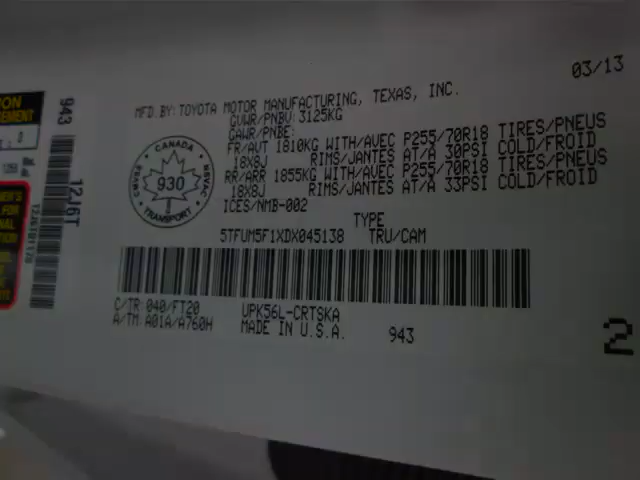 03/13
MFD.BY:TOYOTA MOTOR MANUFACTURING, TEXAS, INC.
GVWR/PNBV:3125KG
GAWR/PNBE:
FR/AVT 1810KG WITH/AVEC P255/70R18 TIRES/PNEUS
18X8J RIMS/JANTES AT/A 30PSI COLD/FROID
RR/ARR 1855KG WITH/AVEC P255/70R18 TIRES/PNEUS
18X8J RIMS/JANTES AT/A 33PSI COLD/FROID
ICES/NMB-002
TYPE
5TFUM5F1XDX045138 TRU/CAM
C/TR:040/FT20 UPK56L-CRTSKA
A/TM:A01A/A760H MADE IN U.S.A. 943
2
CANADA
CMVSS
930
NSVAC
TRANSPORT
943
12J6T